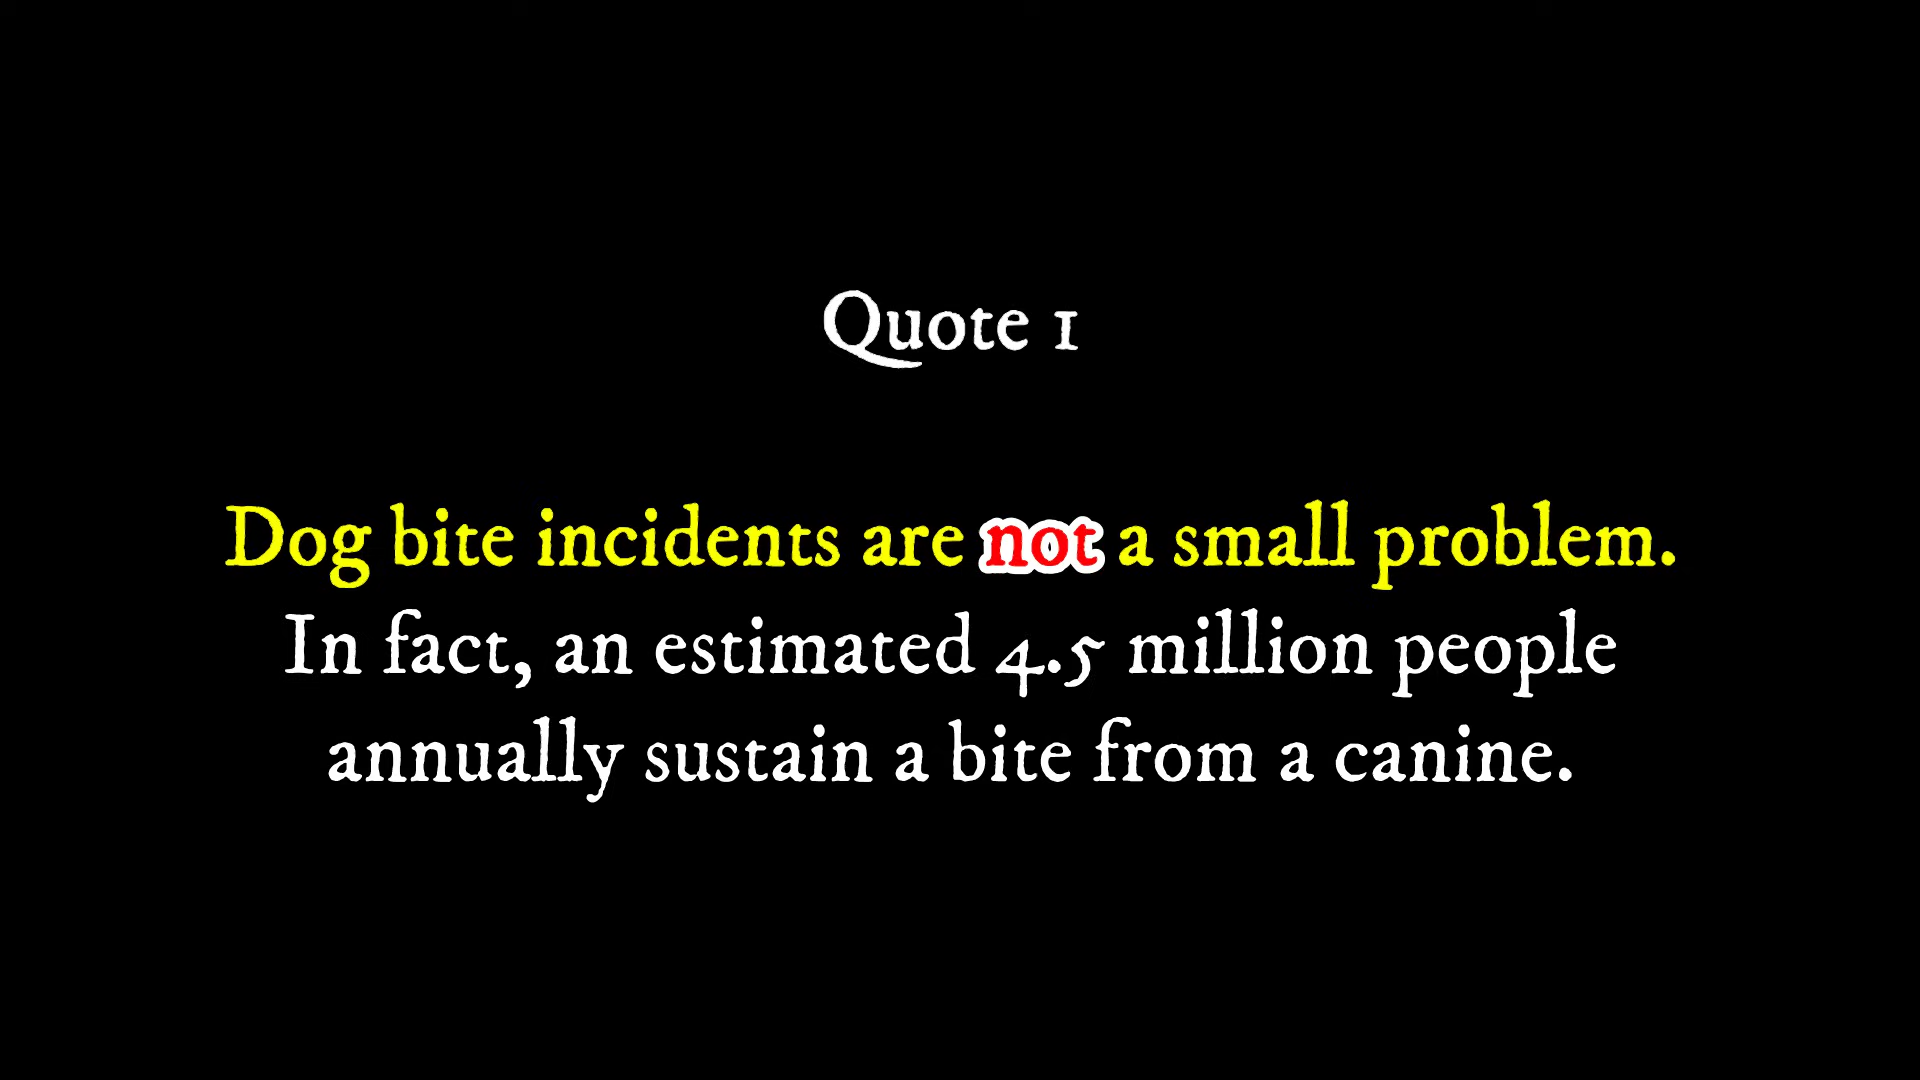 Quote 1
Dog bite incidents are not a small problem.
In fact, an estimated 4.5 million people
annually sustain a bite from a canine.